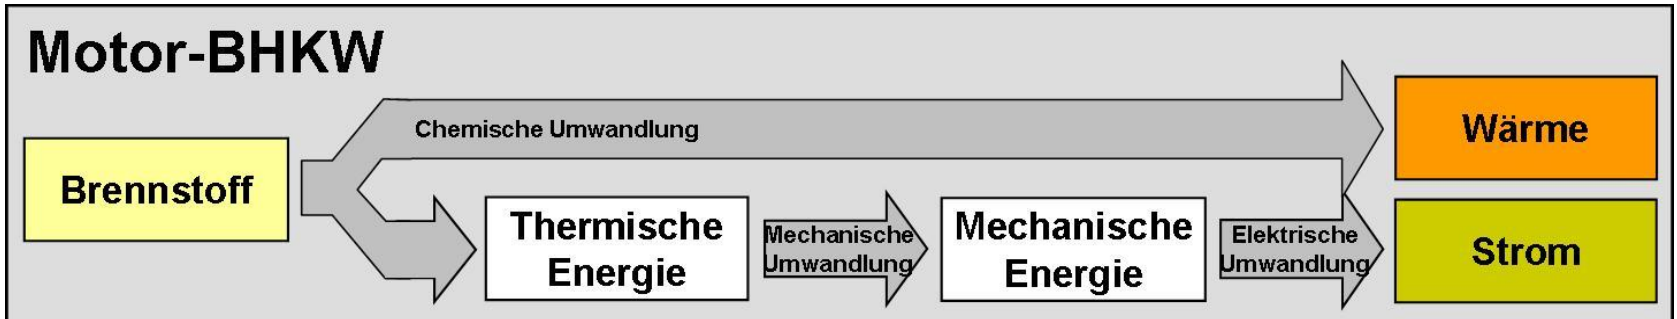 Motor-BHKW
Chemische Umwandlung
Wärme
Brennstoff
Thermische
Energie
Mechanische
Umwandlung
Mechanische
Energie
Elektrische
Umwandlung
Strom